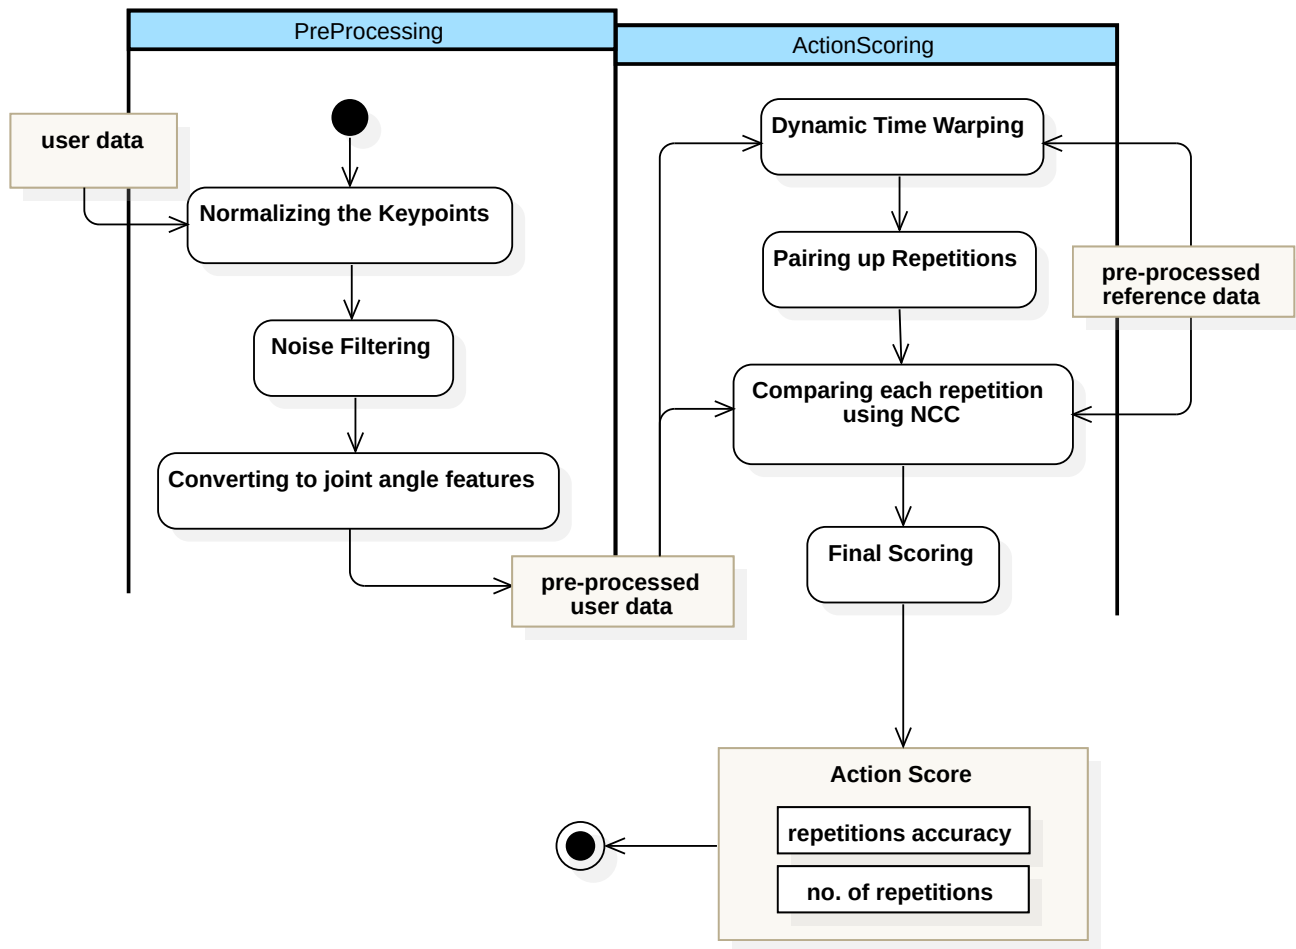 PreProcessing
ActionScoring
user data
Normalizing the Keypoints
Noise Filtering
Converting to joint angle features
pre-processed
user data
Dynamic Time Warping
Pairing up Repetitions
pre-processed
reference data
Comparing each repetition
using NCC
Final Scoring
Action Score
repetitions accuracy
no. of repetitions